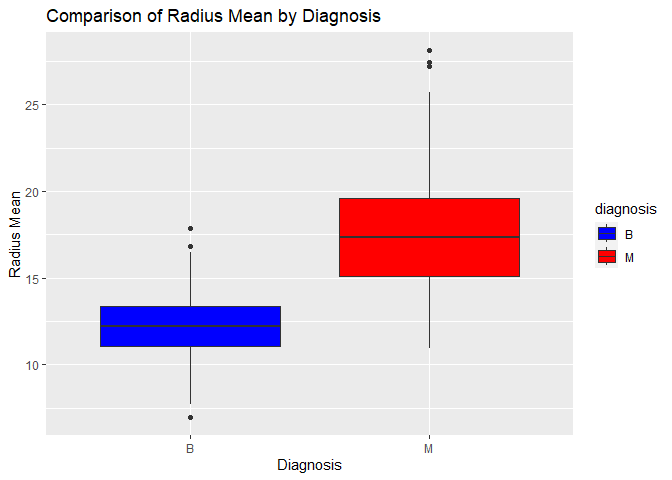 Comparison of Radius Mean by Diagnosis
Radius Mean
25
20
15
10
B
M
Diagnosis
diagnosis
B
M